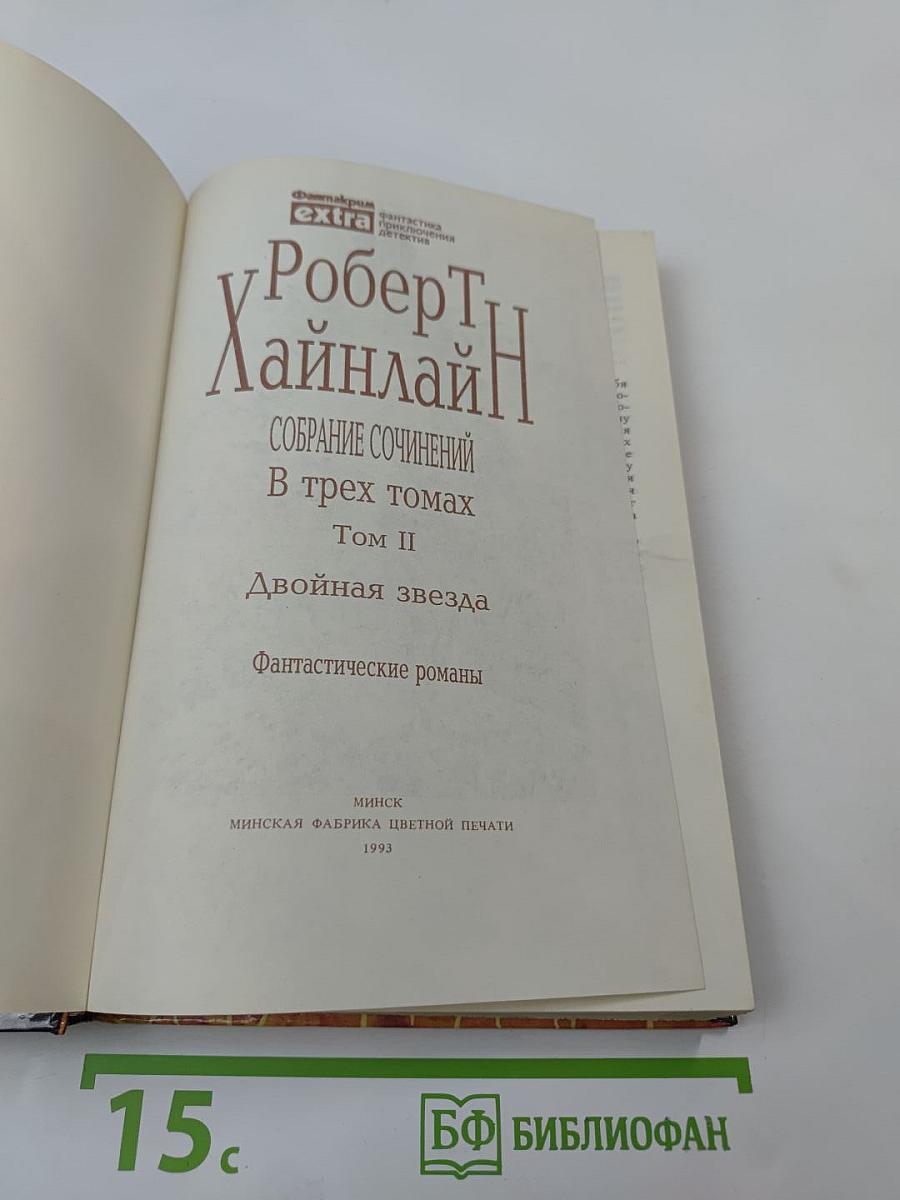 Фантакрим
extra
фантастика
приключения
детектив
Роберт
Хайнлайн
СОБРАНИЕ СОЧИНЕНИЙ
В трех томах
Том II
Двойная звезда
Фантастические романы
МИНСК
МИНСКАЯ ФАБРИКА ЦВЕТНОЙ ПЕЧАТИ
1993
15 с
БФ БИБЛИОФАН